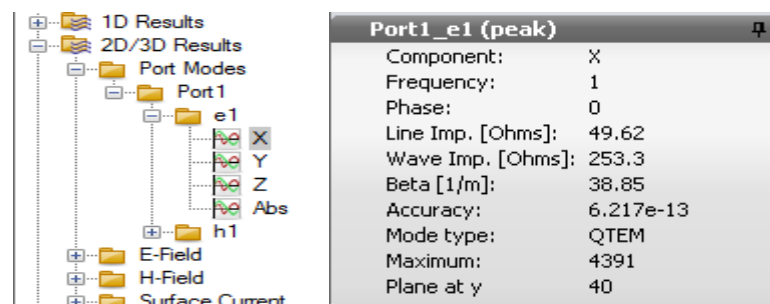 1D Results
2D/3D Results
Port Modes
Port1
e1
X
Y
Z
Abs
h1
E-Field
H-Field
Surface Current
Port1_e1 (peak)
Component: X
Frequency: 1
Phase: 0
Line Imp. [Ohms]: 49.62
Wave Imp. [Ohms]: 253.3
Beta [1/m]: 38.85
Accuracy: 6.217e-13
Mode type: QTEM
Maximum: 4391
Plane at y 40